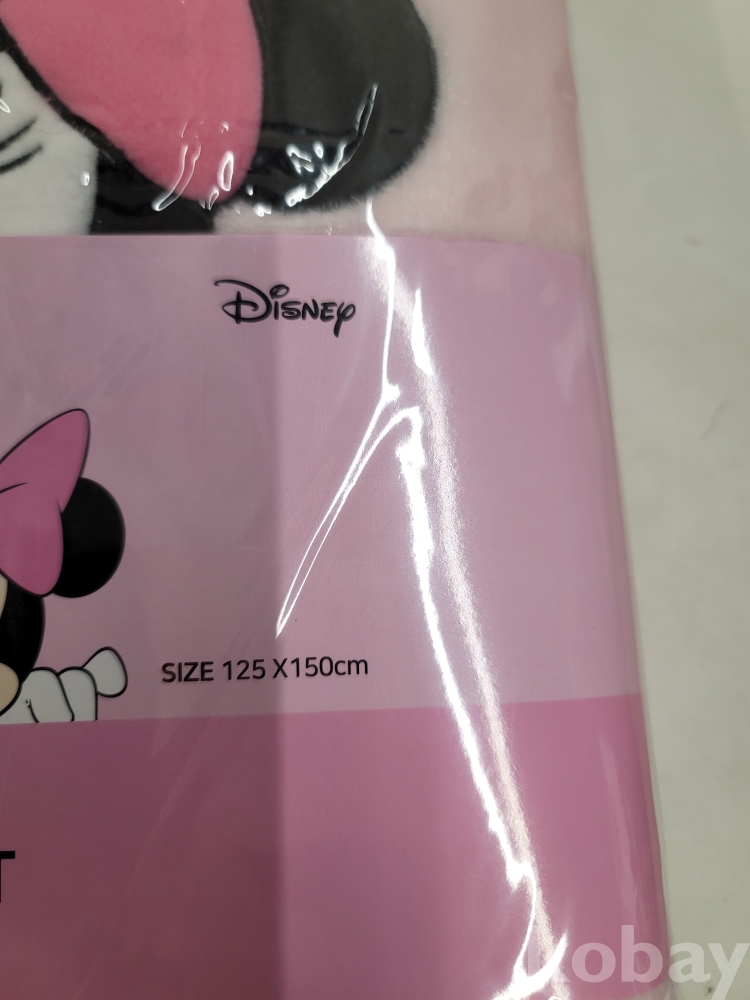 Disney
SIZE 125 X150cm
T
kobay